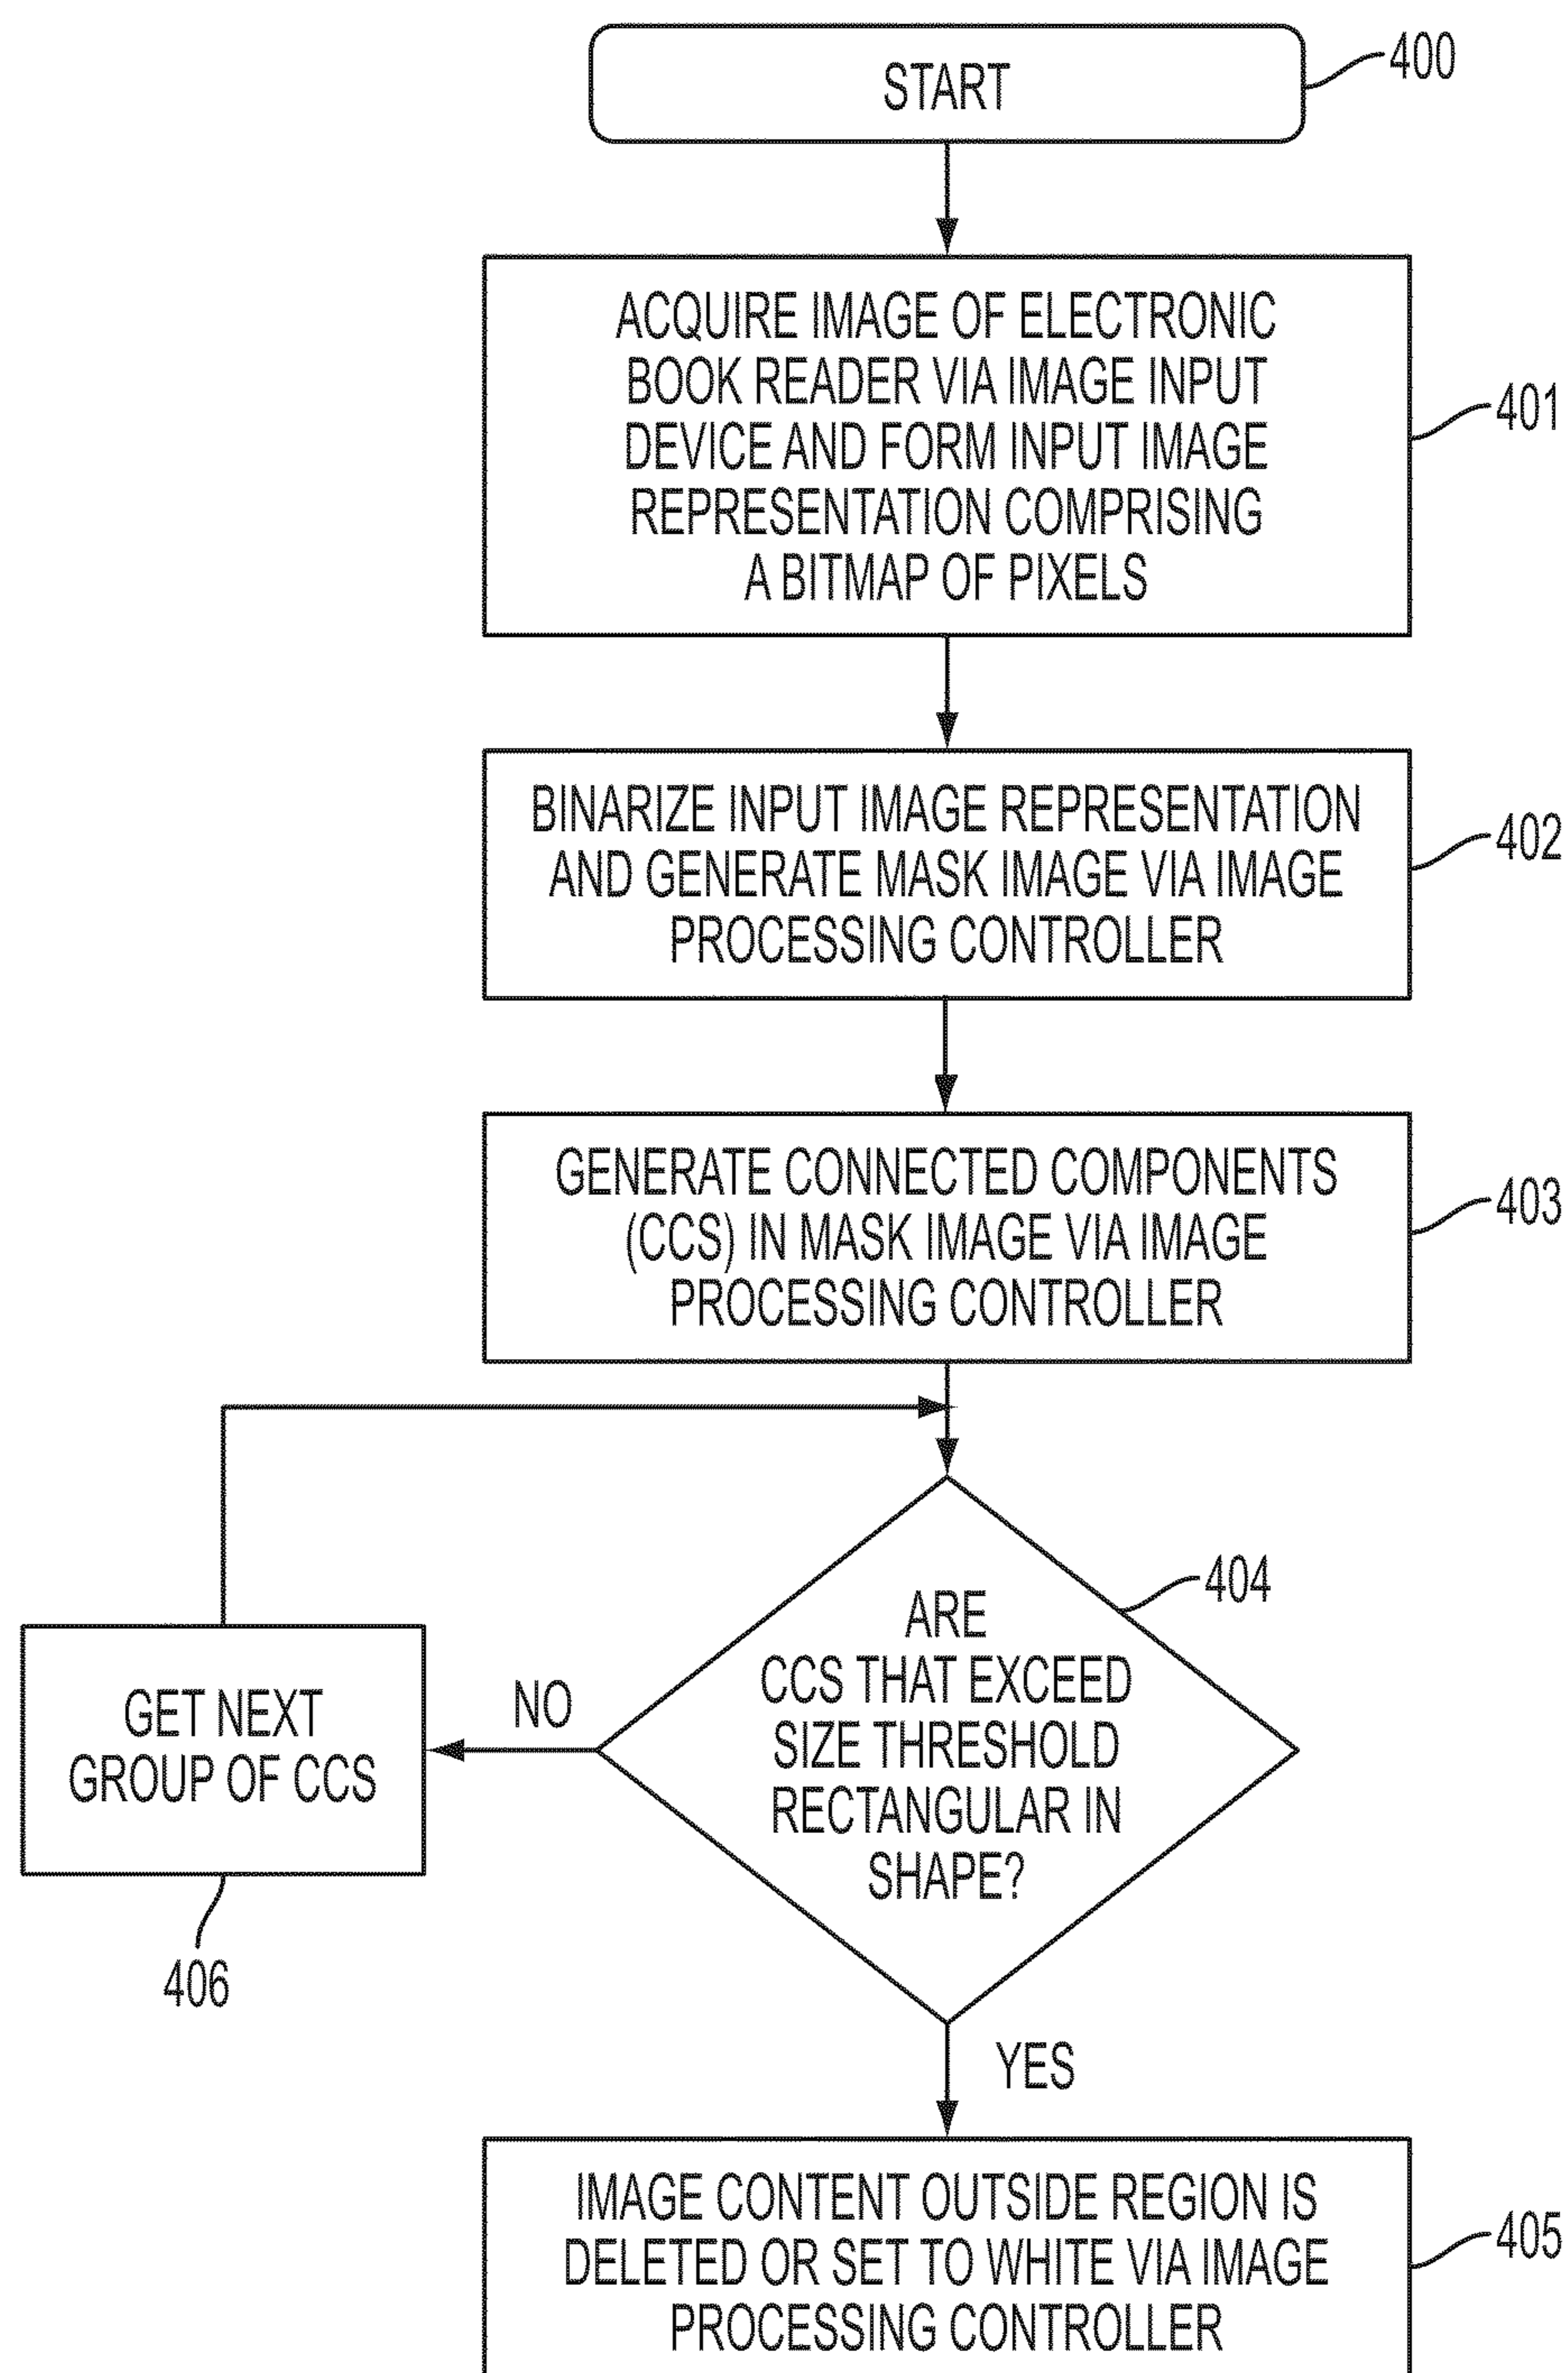 START
400
ACQUIRE IMAGE OF ELECTRONIC
BOOK READER VIA IMAGE INPUT
DEVICE AND FORM INPUT IMAGE
REPRESENTATION COMPRISING
A BITMAP OF PIXELS
401
BINARIZE INPUT IMAGE REPRESENTATION
AND GENERATE MASK IMAGE VIA IMAGE
PROCESSING CONTROLLER
402
GENERATE CONNECTED COMPONENTS
(CCS) IN MASK IMAGE VIA IMAGE
PROCESSING CONTROLLER
403
ARE
CCS THAT EXCEED
SIZE THRESHOLD
RECTANGULAR IN
SHAPE?
404
NO
GET NEXT
GROUP OF CCS
406
YES
IMAGE CONTENT OUTSIDE REGION IS
DELETED OR SET TO WHITE VIA IMAGE
PROCESSING CONTROLLER
405